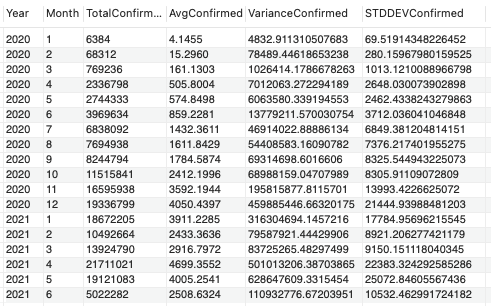 Year Month TotalConfirm... AvgConfirmed VarianceConfirmed STDDEVConfirmed
2020 1 6384 4.1455 4832.911310507683 69.51914348226452
2020 2 68312 15.2960 78489.44618653238 280.15967980159525
2020 3 769236 161.1303 1026414.1786678263 1013.1210088966798
2020 4 2336798 505.8004 7012063.272294189 2648.030073902898
2020 5 2744333 574.8498 6063580.339194553 2462.4338243279863
2020 6 3969634 859.2281 13779211.570030754 3712.036041046848
2020 7 6838092 1432.3611 46914022.88886134 6849.381204814151
2020 8 7694938 1611.8429 54408583.16090782 7376.217401955275
2020 9 8244794 1784.5874 69314698.6016606 8325.544943225073
2020 10 11515841 2412.1996 68988159.04707989 8305.91109072809
2020 11 16595938 3592.1944 195815877.8115701 13993.4226625072
2020 12 19336799 4050.4397 459885446.66320175 21444.93988481203
2021 1 18672205 3911.2285 316304694.1457216 17784.95696215545
2021 2 10492664 2433.3636 79587921.44429906 8921.206277421179
2021 3 13924790 2916.7972 83725265.48297499 9150.151118040345
2021 4 21711021 4699.3552 501013206.38703865 22383.324292585286
2021 5 19121083 4005.2541 628647609.3315454 25072.84605567436
2021 6 5022282 2508.6324 110932776.67203951 10532.462991724182